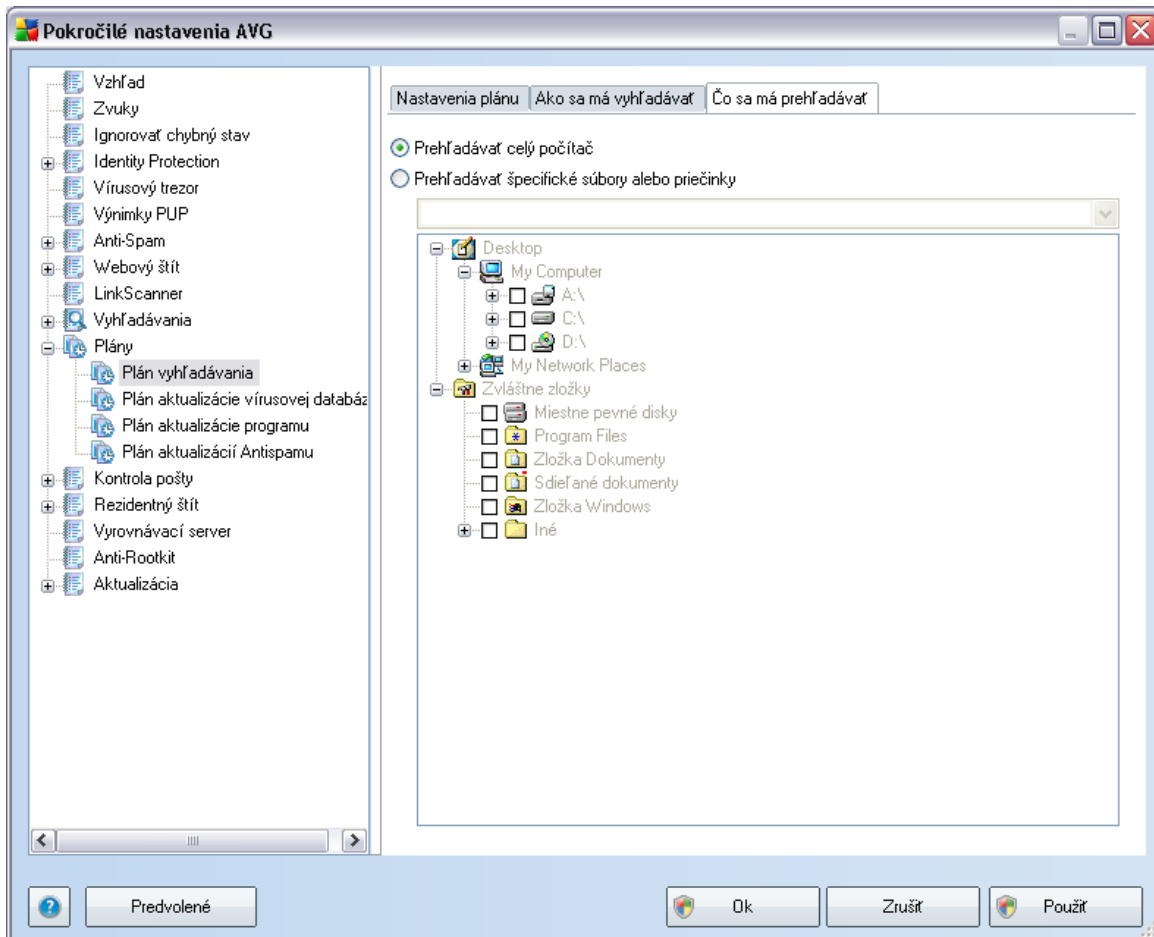 Pokročilé nastavenia AVG
Vzhľad
Zvuky
Ignorovať chybný stav
Identity Protection
Vírusový trezor
Výnimky PUP
Anti-Spam
Webový štít
LinkScanner
Vyhľadávania
Plány
Plán vyhľadávania
Plán aktualizácie vírusovej databáz
Plán aktualizácie programu
Plán aktualizácií Antispamu
Kontrola pošty
Rezidentný štít
Vyrovnávací server
Anti-Rootkit
Aktualizácia
Nastavenia plánu
Ako sa má vyhľadávať
Čo sa má prehľadávať
Prehľadávať celý počítač
Prehľadávať špecifické súbory alebo priečinky
Desktop
My Computer
A:\
C:\
D:\
My Network Places
Zvláštne zložky
Miestne pevné disky
Program Files
Zložka Dokumenty
Sdieľané dokumenty
Zložka Windows
Iné
Predvolené
Ok
Zrušiť
Použiť